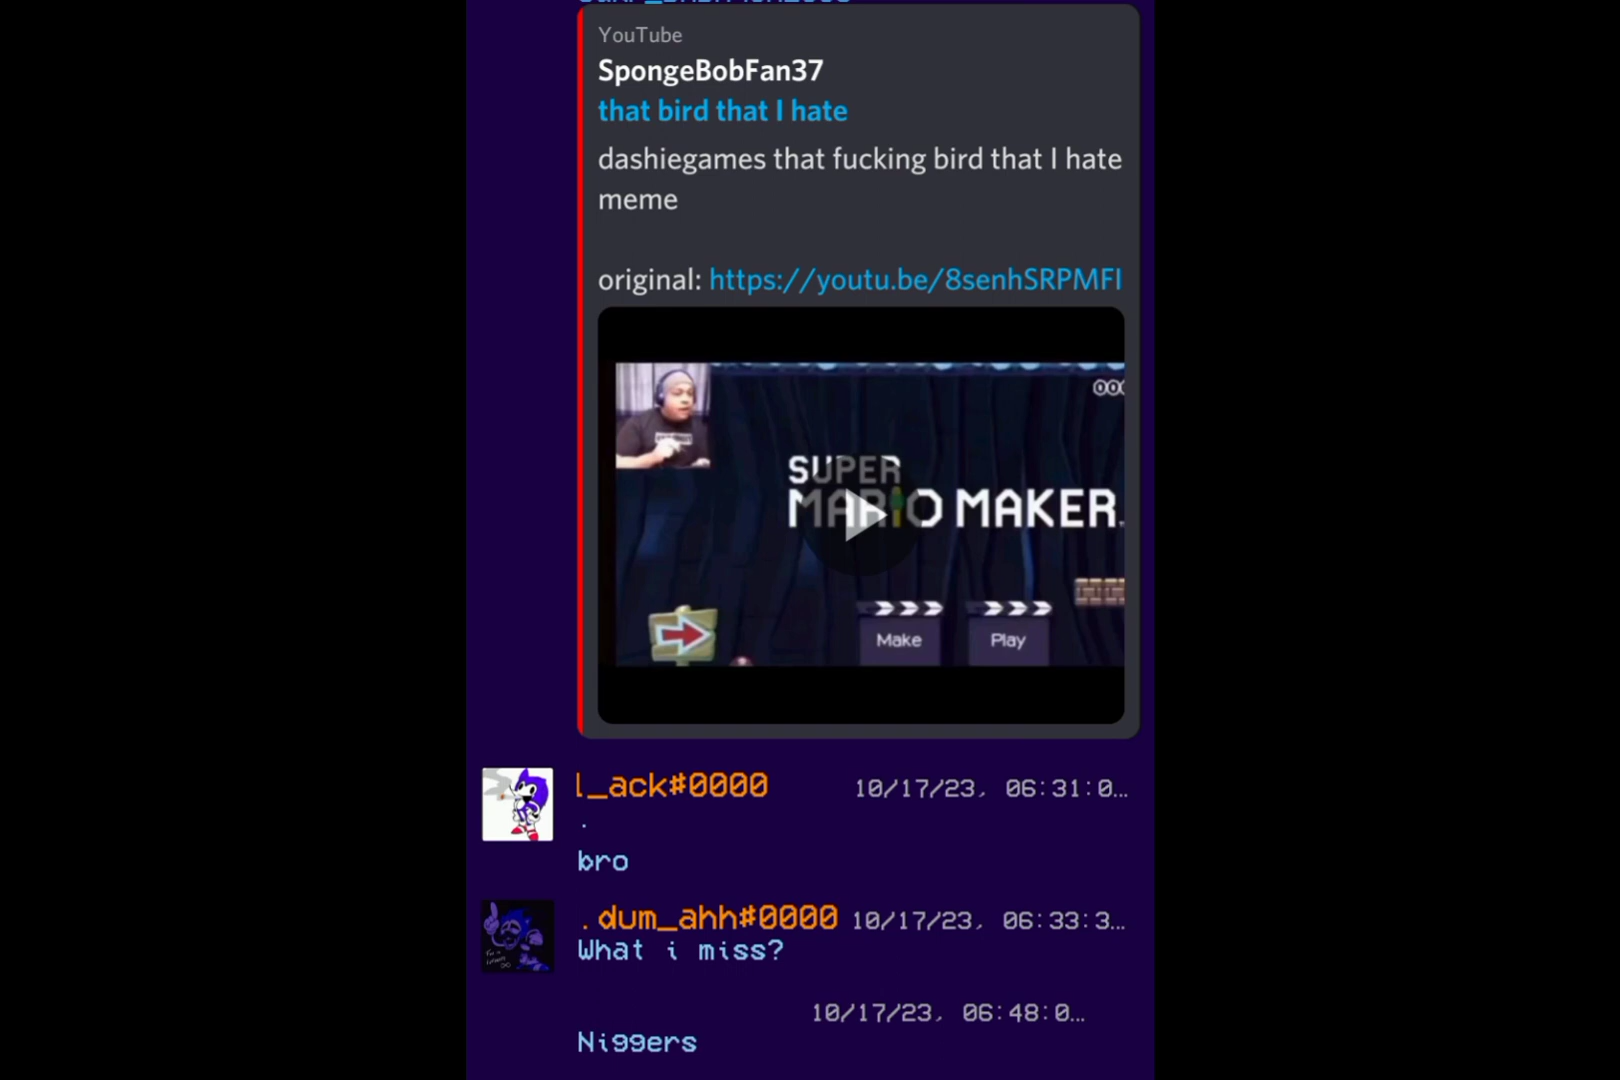 YouTube
SpongeBobFan37
that bird that I hate
dashiegames that fucking bird that I hate
meme
original: https://youtu.be/8senhSRPMFI
SUPER
MARIO MAKER
Make
Play
l_ack#0000 10/17/23, 06:31:0...
.
bro
.dum_ahh#0000 10/17/23, 06:33:3...
What i miss?
10/17/23, 06:48:0...
Niggers